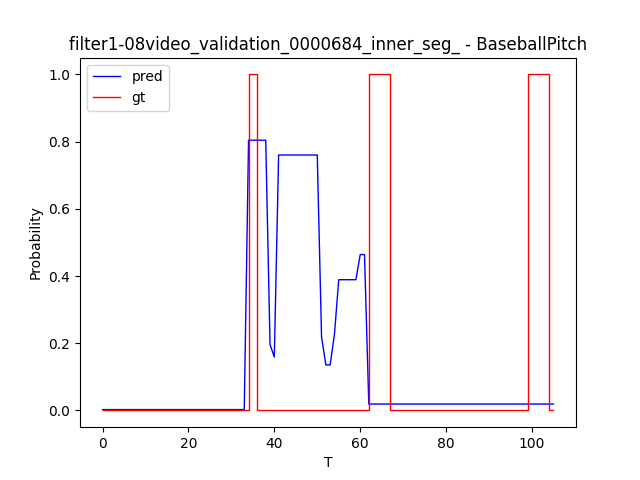 filter1-08video_validation_0000684_inner_seg_ - BaseballPitch
pred
gt
1.0
0.8
0.6
0.4
0.2
0.0
Probability
0 20 40 60 80 100
T